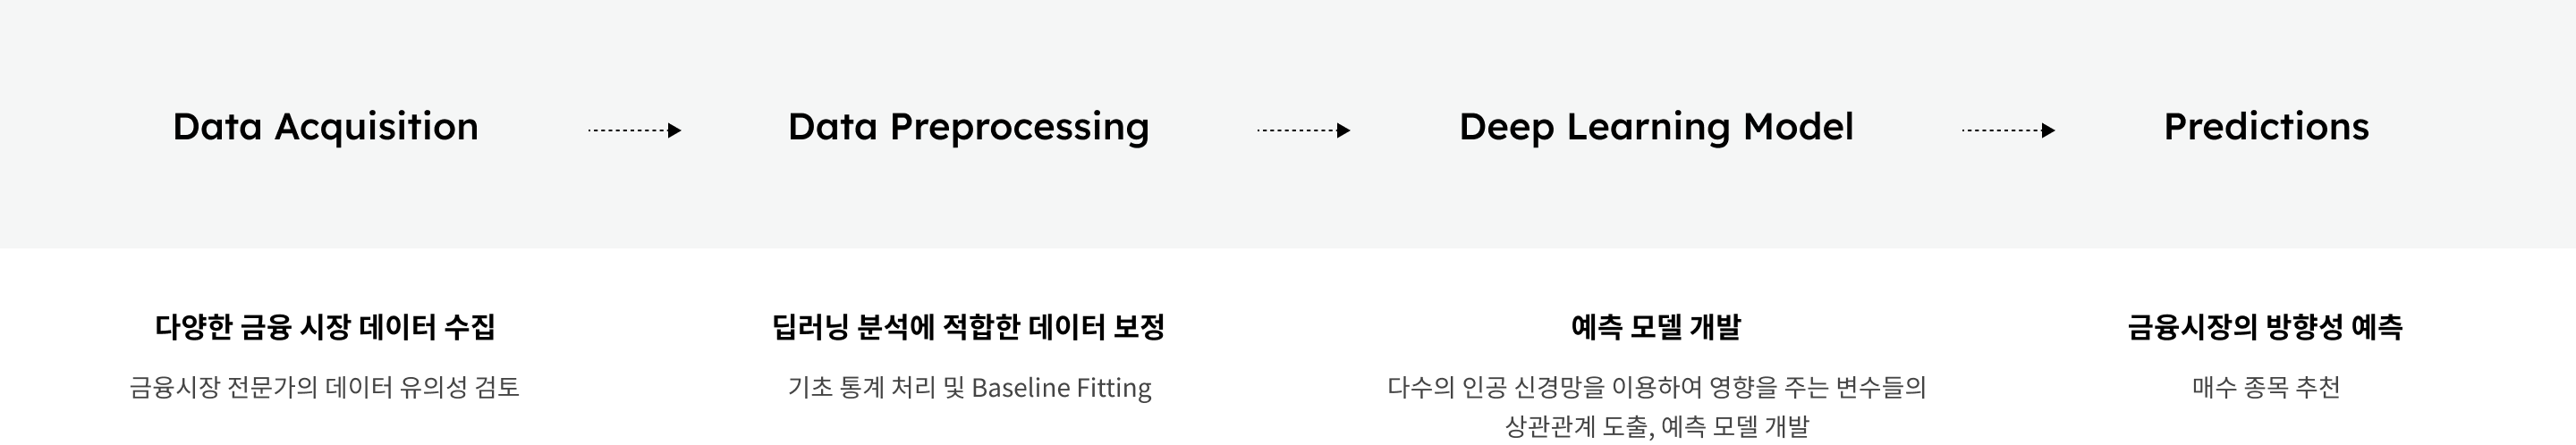 Data Acquisition
Data Preprocessing
Deep Learning Model
Predictions
다양한 금융 시장 데이터 수집
금융시장 전문가의 데이터 유의성 검토
딥러닝 분석에 적합한 데이터 보정
기초 통계 처리 및 Baseline Fitting
예측 모델 개발
다수의 인공 신경망을 이용하여 영향을 주는 변수들의
상관관계 도출, 예측 모델 개발
금융시장의 방향성 예측
매수 종목 추천